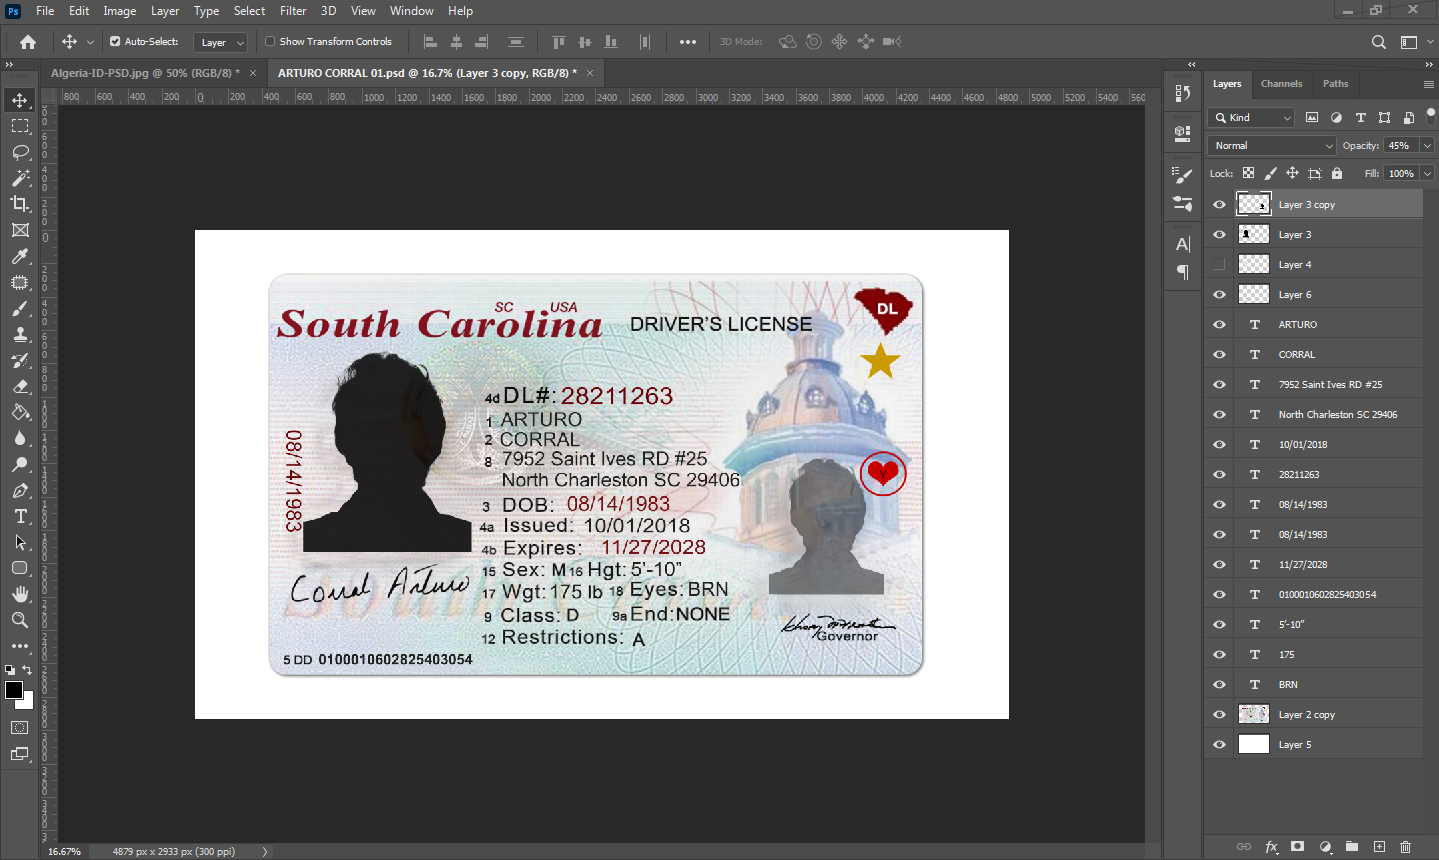 Ps File Edit Image Layer Type Select Filter 3D View Window Help
Auto-Select: Layer Show Transform Controls 3D Mode:
Algeria-ID-PSD.jpg @ 50% (RGB/8) * ARTURO CORRAL 01.psd @ 16.7% (Layer 3 copy, RGB/8) *
800 600 400 200 0 200 400 600 800 1000 1200 1400 1600 1800 2000 2200 2400 2600 2800 3000 3200 3400 3600 3800 4000 4200 4400 4600 4800 5000 5200 5400
SC USA
South Carolina
DRIVER'S LICENSE
DL
4d DL#: 28211263
1 ARTURO
2 CORRAL
8 7952 Saint Ives RD #25
North Charleston SC 29406
3 DOB: 08/14/1983
4a Issued: 10/01/2018
4b Expires: 11/27/2028
15 Sex: M 16 Hgt: 5'-10"
17 Wgt: 175 lb 18 Eyes: BRN
9 Class: D 9a End: NONE
12 Restrictions: A
08/14/1983
Corral Arturo
Governor
5 DD 0100010602825403054
16.67% 4879 px x 2933 px (300 ppi)
Layers Channels Paths
Kind
Normal Opacity: 45%
Lock: Fill: 100%
Layer 3 copy
Layer 3
Layer 4
Layer 6
T ARTURO
T CORRAL
T 7952 Saint Ives RD #25
T North Charleston SC 29406
T 10/01/2018
T 28211263
T 08/14/1983
T 08/14/1983
T 11/27/2028
T 0100010602825403054
T 5'-10"
T 175
T BRN
Layer 2 copy
Layer 5
fx